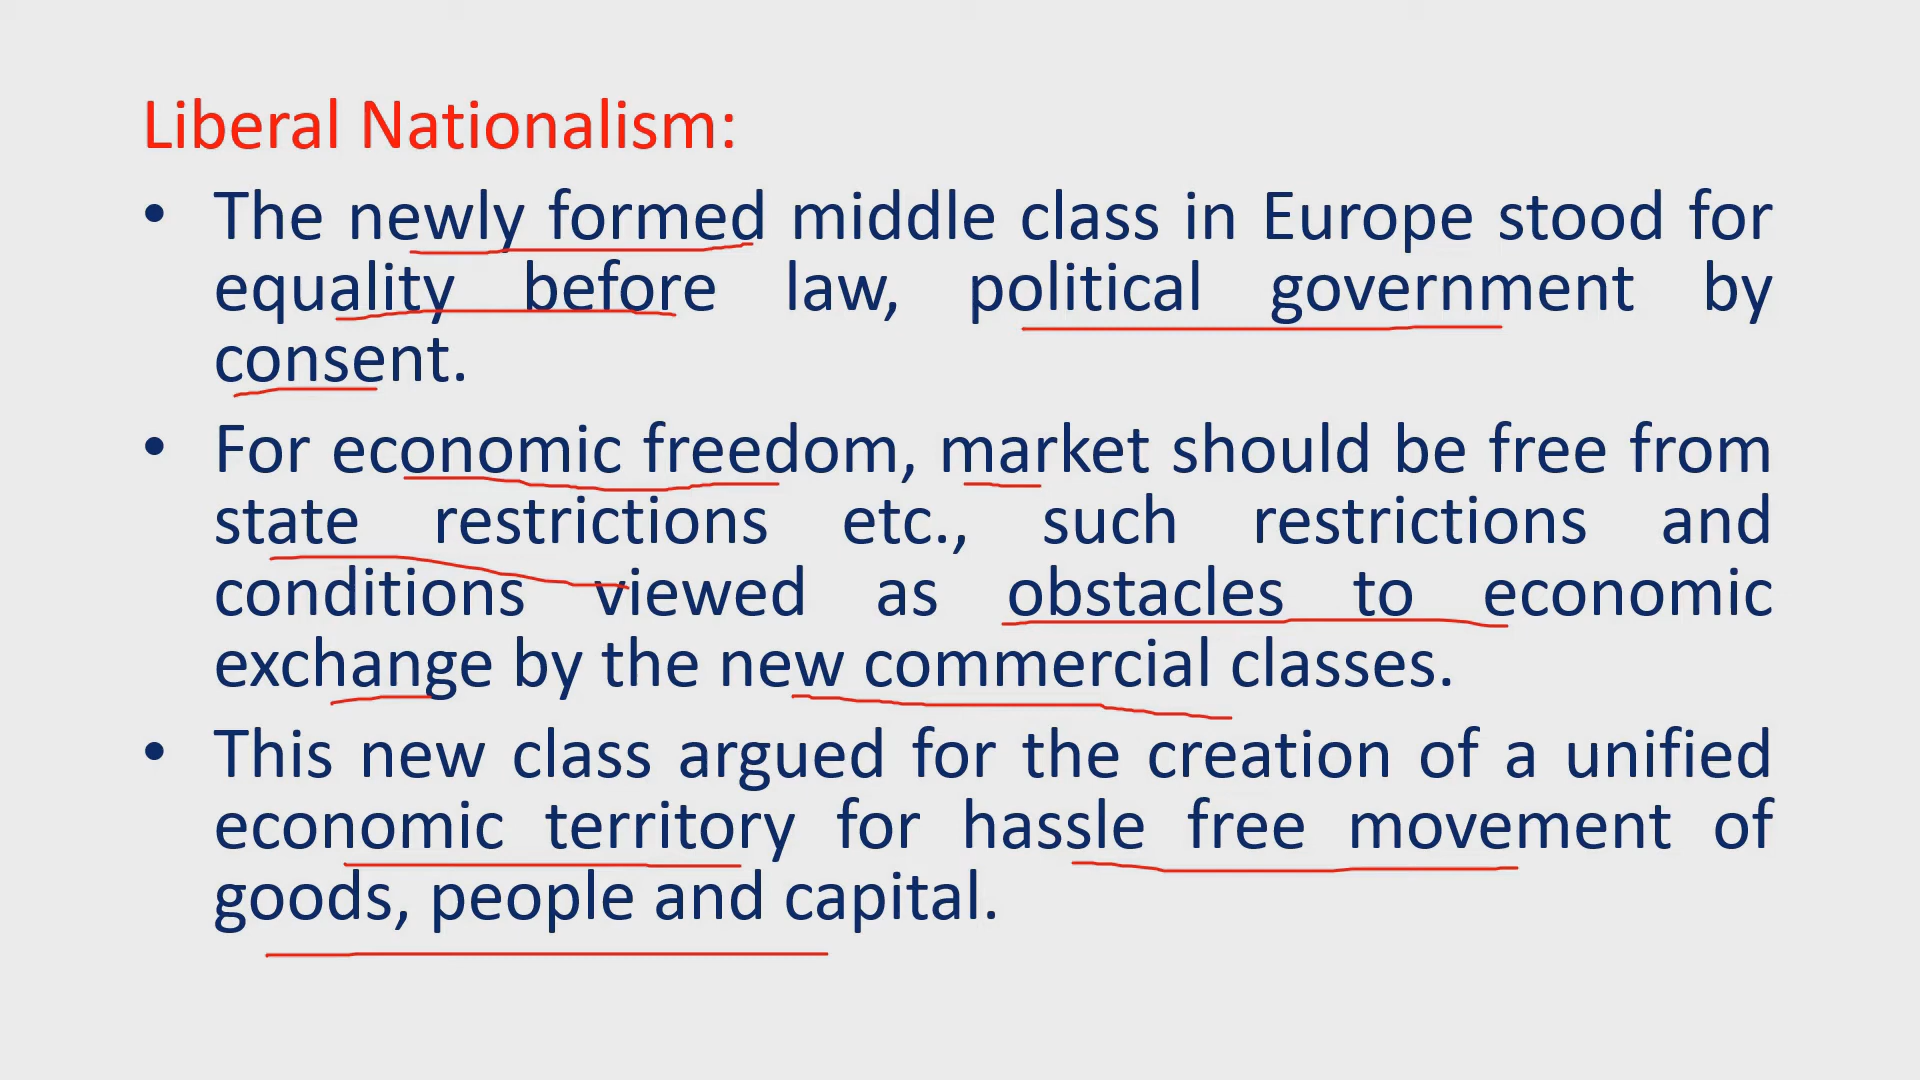 Liberal Nationalism:
• The newly formed middle class in Europe stood for
equality before law, political government by
consent.
• For economic freedom, market should be free from
state restrictions etc., such restrictions and
conditions viewed as obstacles to economic
exchange by the new commercial classes.
• This new class argued for the creation of a unified
economic territory for hassle free movement of
goods, people and capital.